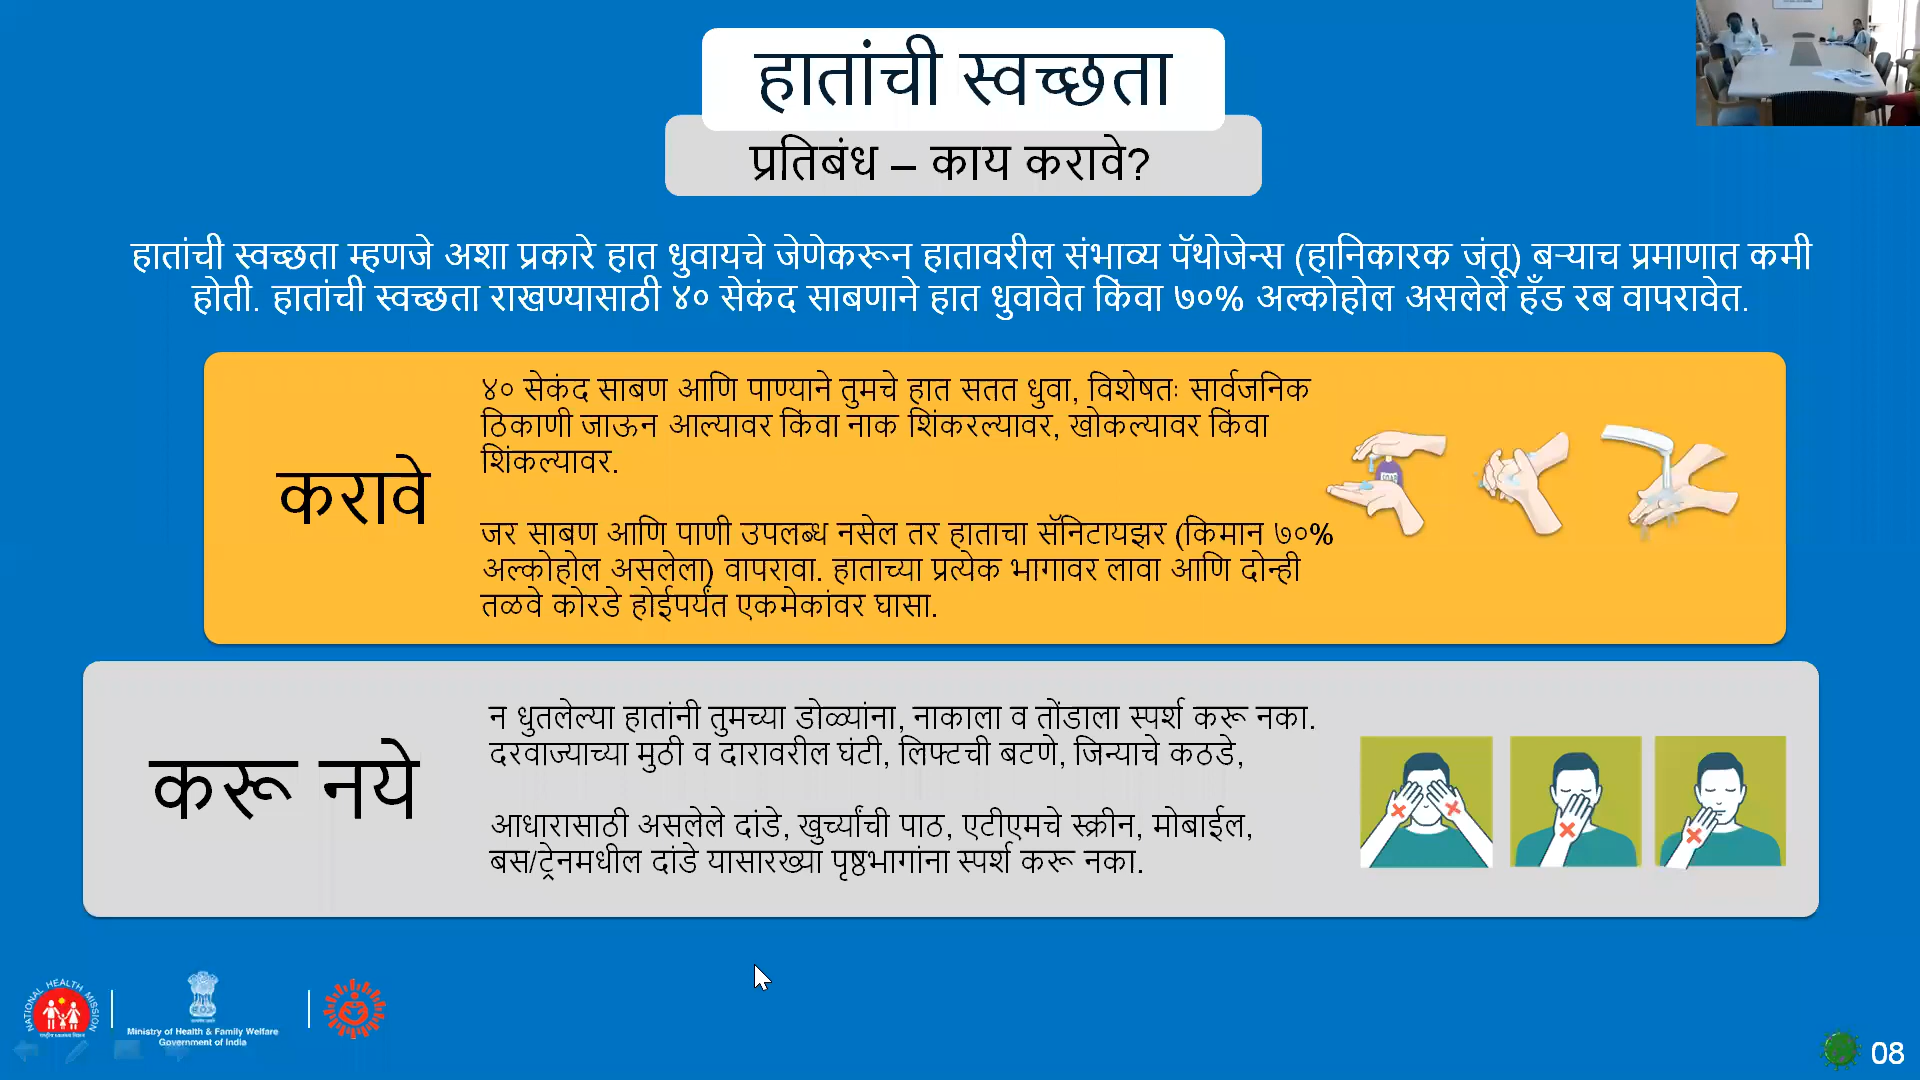 हातांची स्वच्छता
प्रतिबंध – काय करावे?
हातांची स्वच्छता म्हणजे अशा प्रकारे हात धुवायचे जेणेकरून हातावरील संभाव्य पॅथोजेन्स (हानिकारक जंतू) बऱ्याच प्रमाणात कमी
होती. हातांची स्वच्छता राखण्यासाठी ४० सेकंद साबणाने हात धुवावेत किंवा ७०% अल्कोहोल असलेले हँड रब वापरावेत.
करावे
४० सेकंद साबण आणि पाण्याने तुमचे हात सतत धुवा, विशेषतः सार्वजनिक
ठिकाणी जाऊन आल्यावर किंवा नाक शिंकरल्यावर, खोकल्यावर किंवा
शिंकल्यावर.
जर साबण आणि पाणी उपलब्ध नसेल तर हाताचा सॅनिटायझर (किमान ७०%
अल्कोहोल असलेला) वापरावा. हाताच्या प्रत्येक भागावर लावा आणि दोन्ही
तळवे कोरडे होईपर्यंत एकमेकांवर घासा.
SOAP
करू नये
न धुतलेल्या हातांनी तुमच्या डोळ्यांना, नाकाला व तोंडाला स्पर्श करू नका.
दरवाज्याच्या मुठी व दारावरील घंटी, लिफ्टची बटणे, जिन्याचे कठडे,
आधारासाठी असलेले दांडे, खुर्च्यांची पाठ, एटीएमचे स्क्रीन, मोबाईल,
बस/ट्रेनमधील दांडे यासारख्या पृष्ठभागांना स्पर्श करू नका.
NATIONAL HEALTH MISSION
Ministry of Health & Family Welfare
Government of India
08